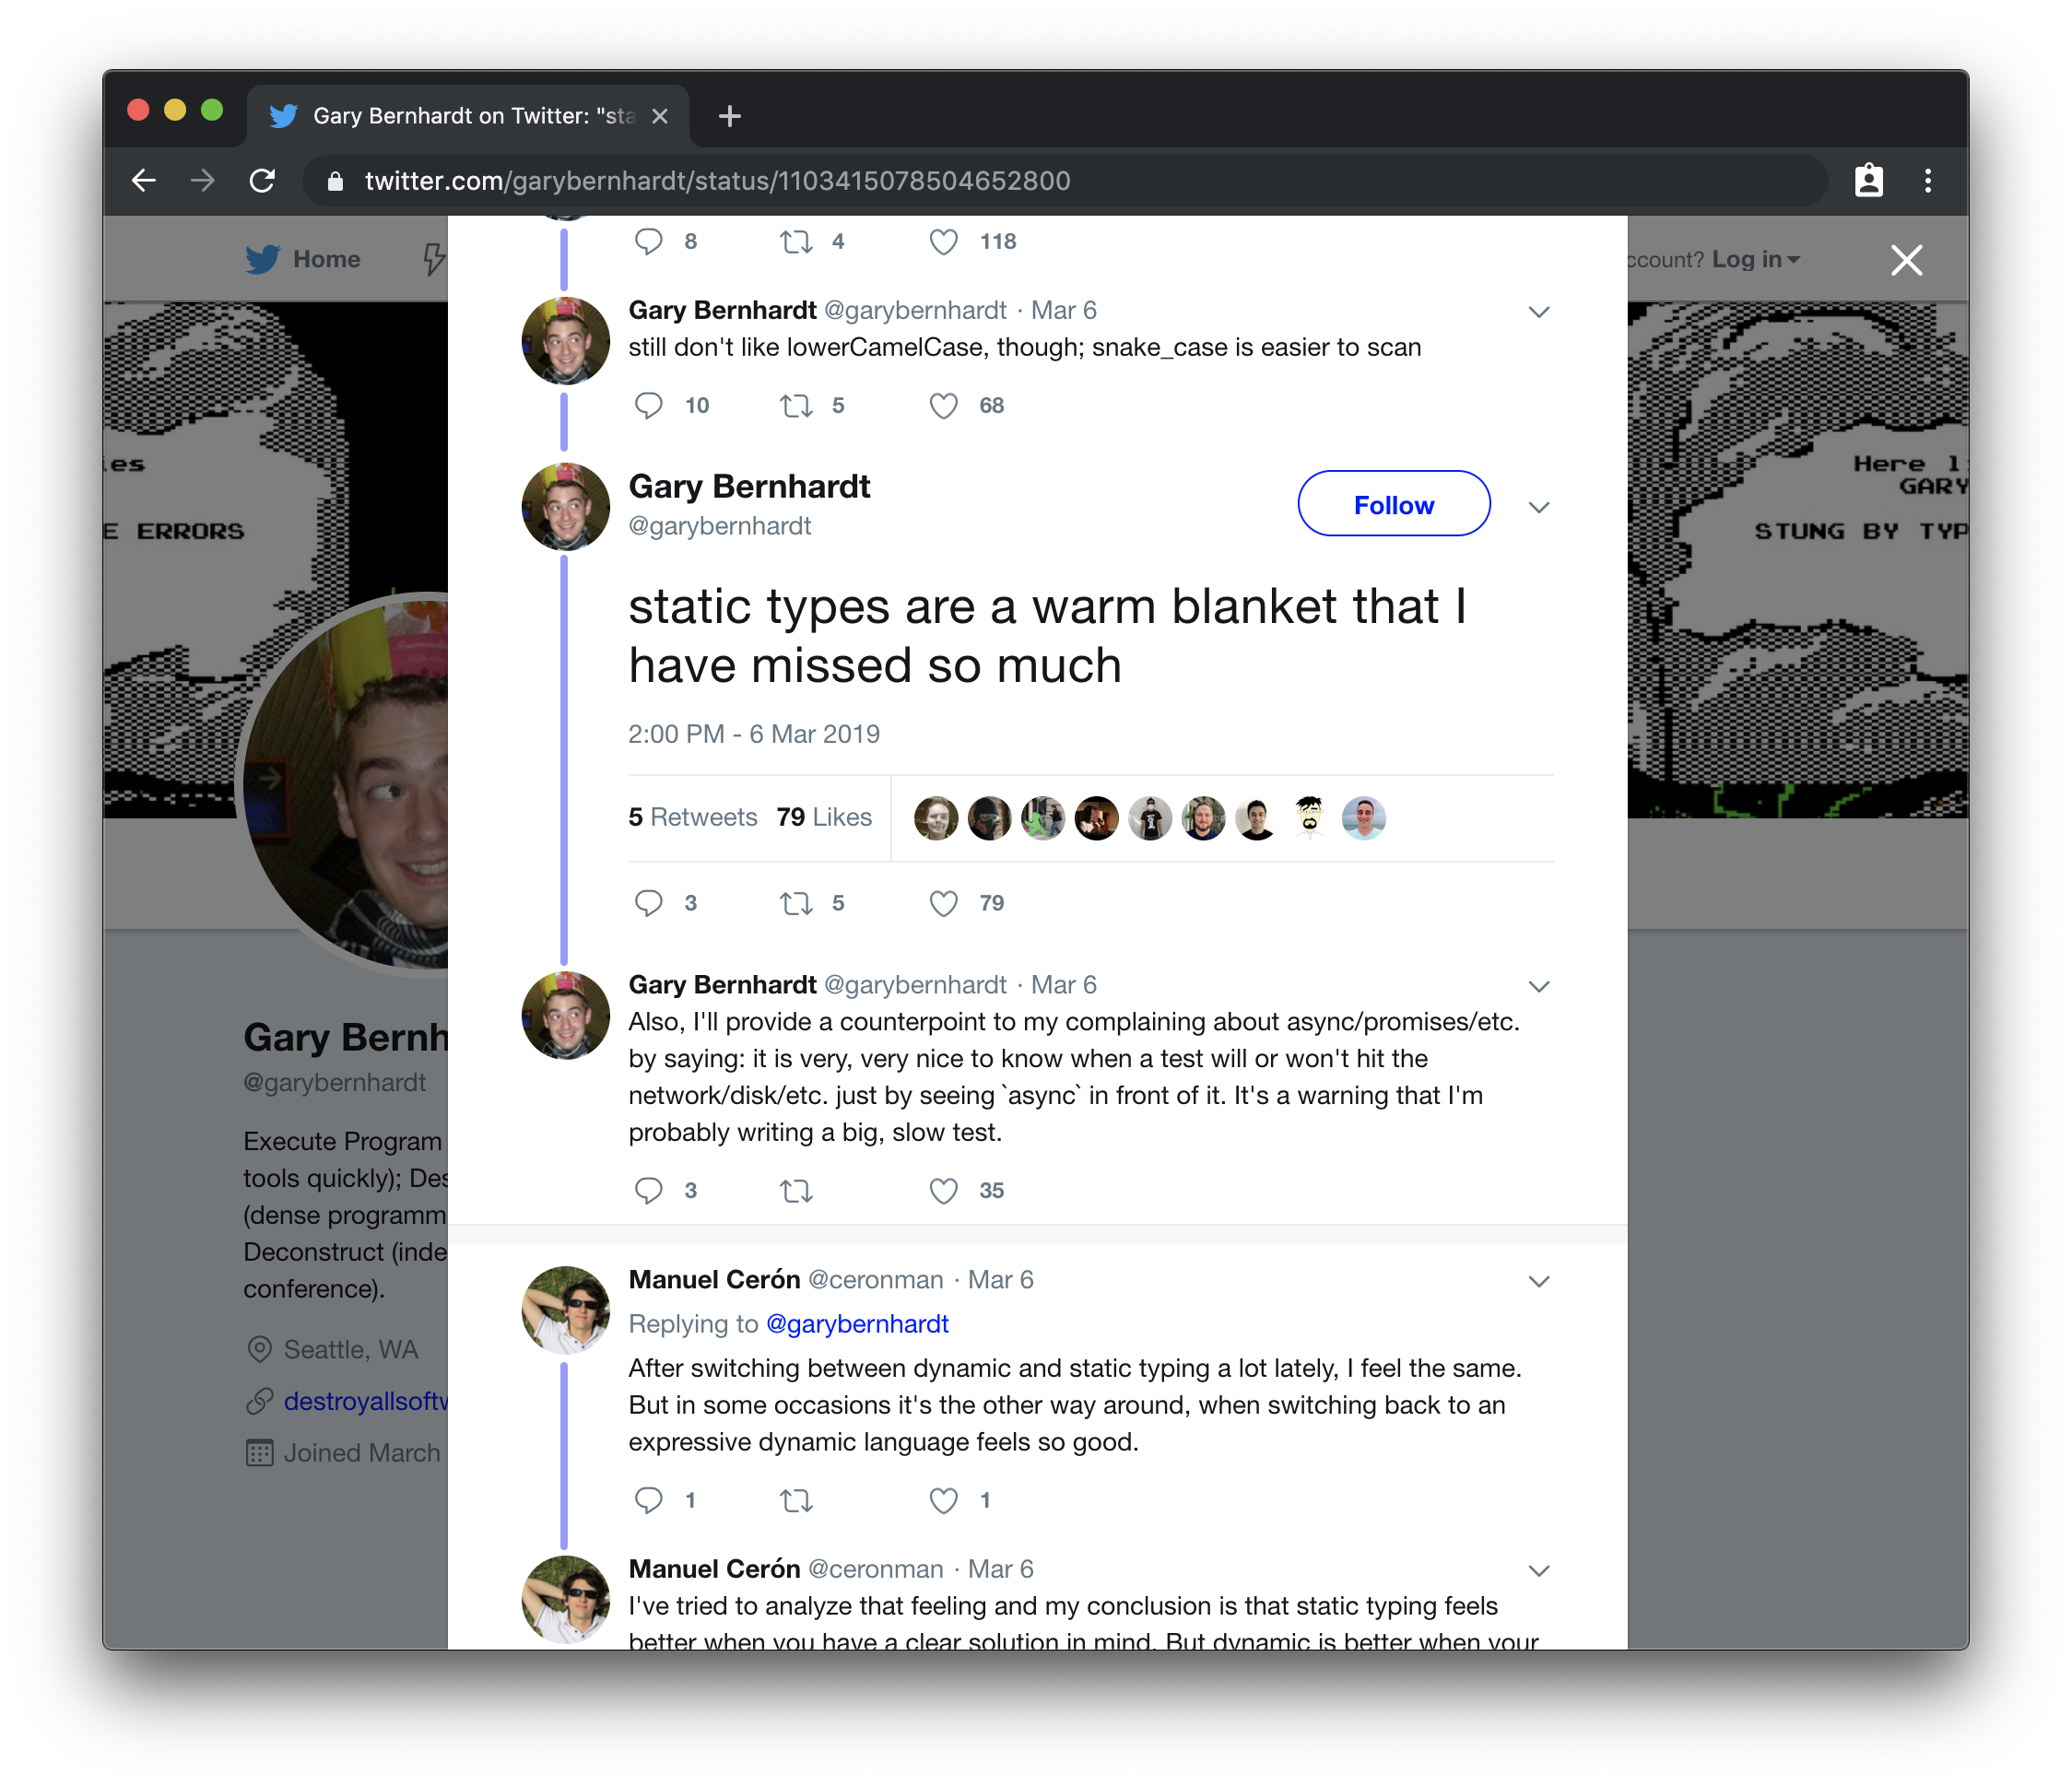 Gary Bernhardt on Twitter: "sta
twitter.com/garybernhardt/status/1103415078504652800
Home
ccount? Log in
8 4 118
Gary Bernhardt @garybernhardt · Mar 6
still don't like lowerCamelCase, though; snake_case is easier to scan
10 5 68
ies
E ERRORS
Here l
GARY
STUNG BY TYP
Gary Bernhardt
@garybernhardt
Follow
static types are a warm blanket that I
have missed so much
2:00 PM - 6 Mar 2019
5 Retweets 79 Likes
3 5 79
Gary Bernhardt @garybernhardt · Mar 6
Also, I'll provide a counterpoint to my complaining about async/promises/etc.
by saying: it is very, very nice to know when a test will or won't hit the
network/disk/etc. just by seeing `async` in front of it. It's a warning that I'm
probably writing a big, slow test.
3 35
Gary Bernh
@garybernhardt
Execute Program
tools quickly); Des
(dense programm
Deconstruct (inde
conference).
Seattle, WA
destroyallsoftw
Joined March
Manuel Cerón @ceronman · Mar 6
Replying to @garybernhardt
After switching between dynamic and static typing a lot lately, I feel the same.
But in some occasions it's the other way around, when switching back to an
expressive dynamic language feels so good.
1 1
Manuel Cerón @ceronman · Mar 6
I've tried to analyze that feeling and my conclusion is that static typing feels
better when you have a clear solution in mind. But dynamic is better when your